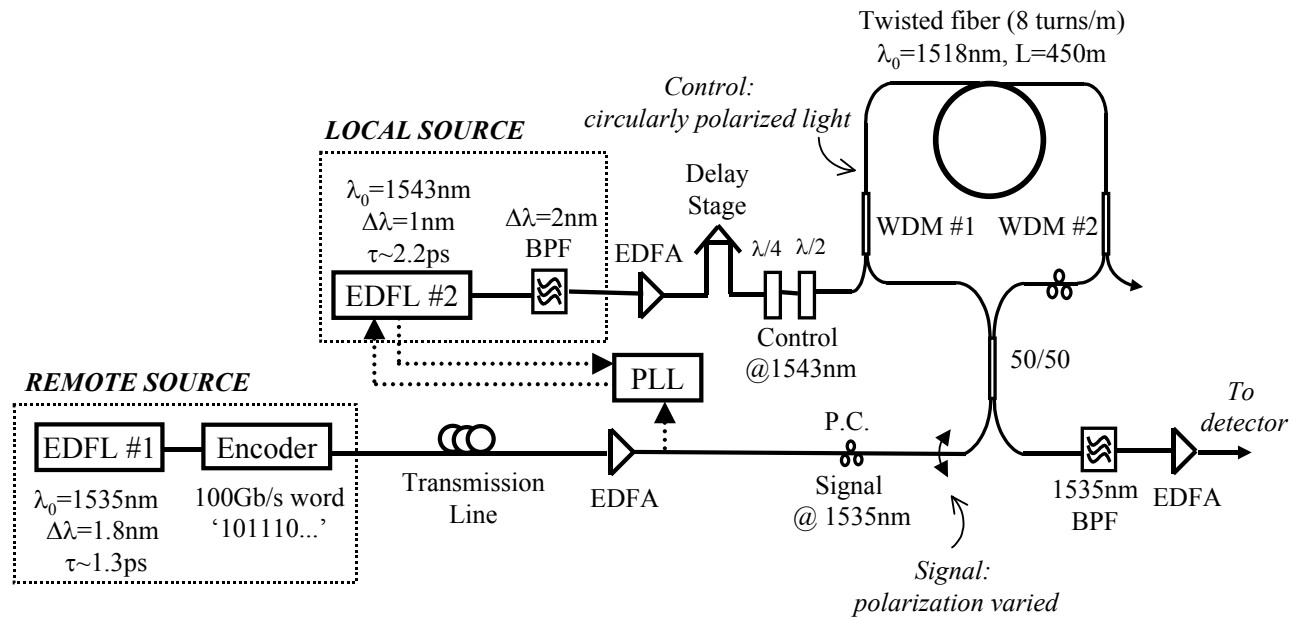 Twisted fiber (8 turns/m)
λ₀=1518nm, L=450m
Control:
circularly polarized light
LOCAL SOURCE
λ₀=1543nm
Δλ=1nm
τ~2.2ps
EDFL #2
Δλ=2nm
BPF
EDFA
Delay
Stage
λ/4
λ/2
Control
@1543nm
WDM #1
WDM #2
50/50
PLL
REMOTE SOURCE
EDFL #1
Encoder
λ₀=1535nm
Δλ=1.8nm
τ~1.3ps
100Gb/s word
‘101110...’
Transmission
Line
EDFA
P.C.
Signal
@ 1535nm
Signal:
polarization varied
1535nm
BPF
EDFA
To
detector